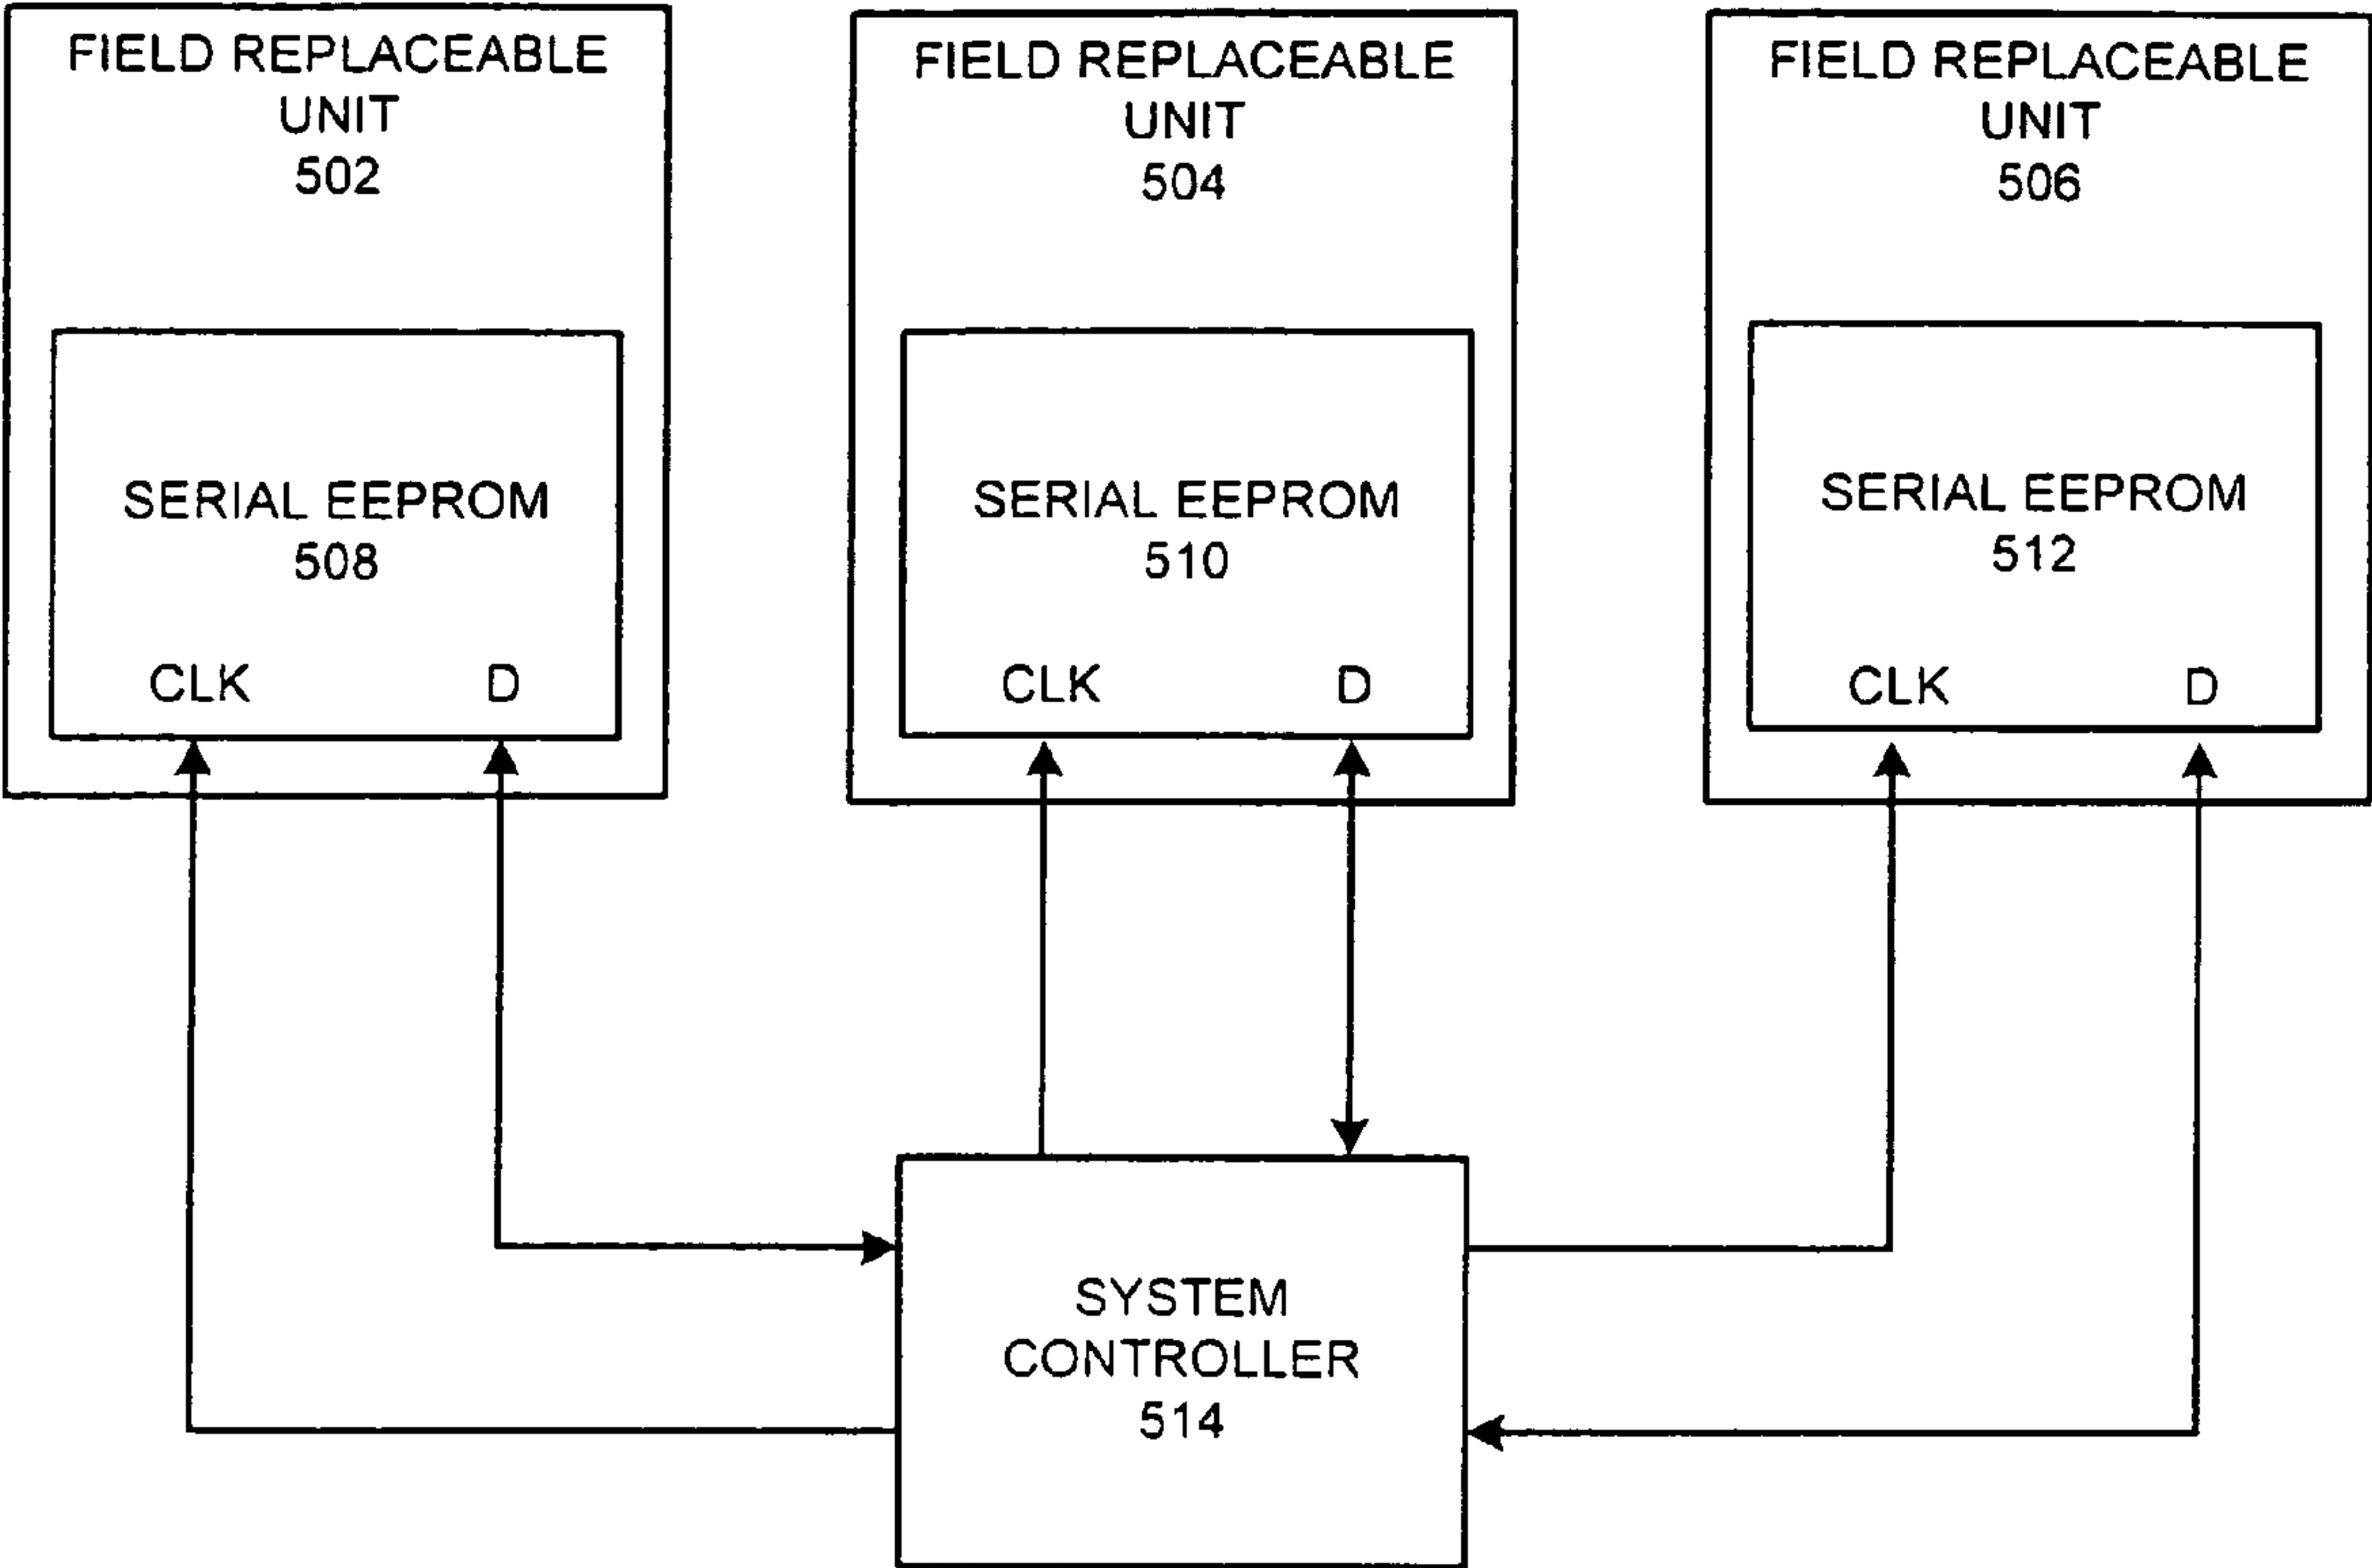 FIELD REPLACEABLE
UNIT
502
FIELD REPLACEABLE
UNIT
504
FIELD REPLACEABLE
UNIT
506
SERIAL EEPROM
508
CLK D
SERIAL EEPROM
510
CLK D
SERIAL EEPROM
512
CLK D
SYSTEM
CONTROLLER
514